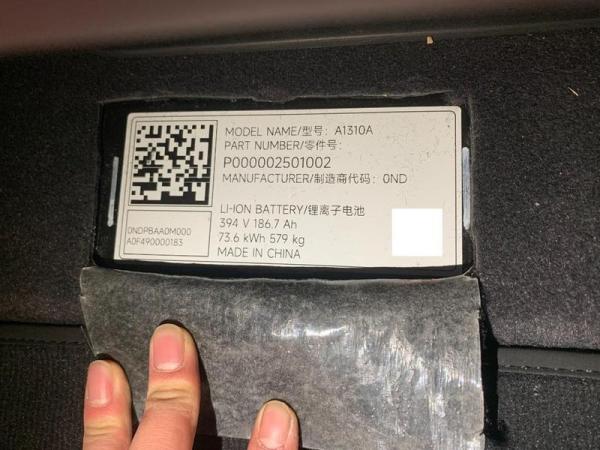 MODEL NAME/型号: A1310A
PART NUMBER/零件号:
P000002501002
MANUFACTURER/制造商代码: 0ND
LI-ION BATTERY/锂离子电池
394 V 186.7 Ah
73.6 kWh 579 kg
MADE IN CHINA
0NDPBAA0M000
A0F490000183